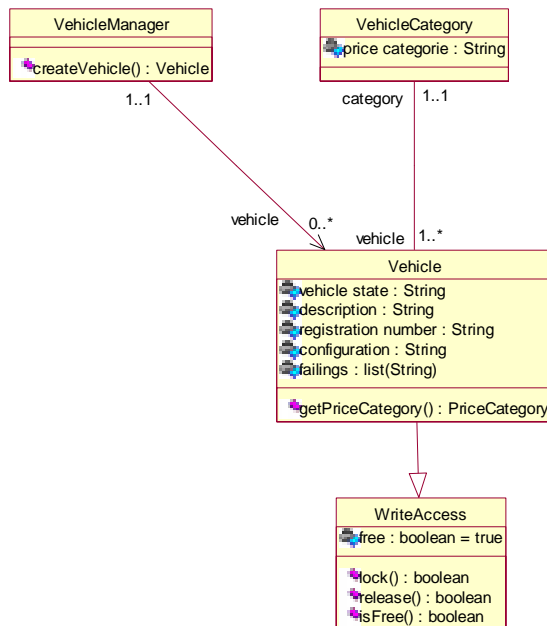 VehicleManager
createVehicle() : Vehicle
VehicleCategory
price categorie : String
1..1
category
1..1
vehicle
0..*
vehicle
1..*
Vehicle
vehicle state : String
description : String
registration number : String
configuration : String
failings : list(String)
getPriceCategory() : PriceCategory
WriteAccess
free : boolean = true
lock() : boolean
release() : boolean
isFree() : boolean